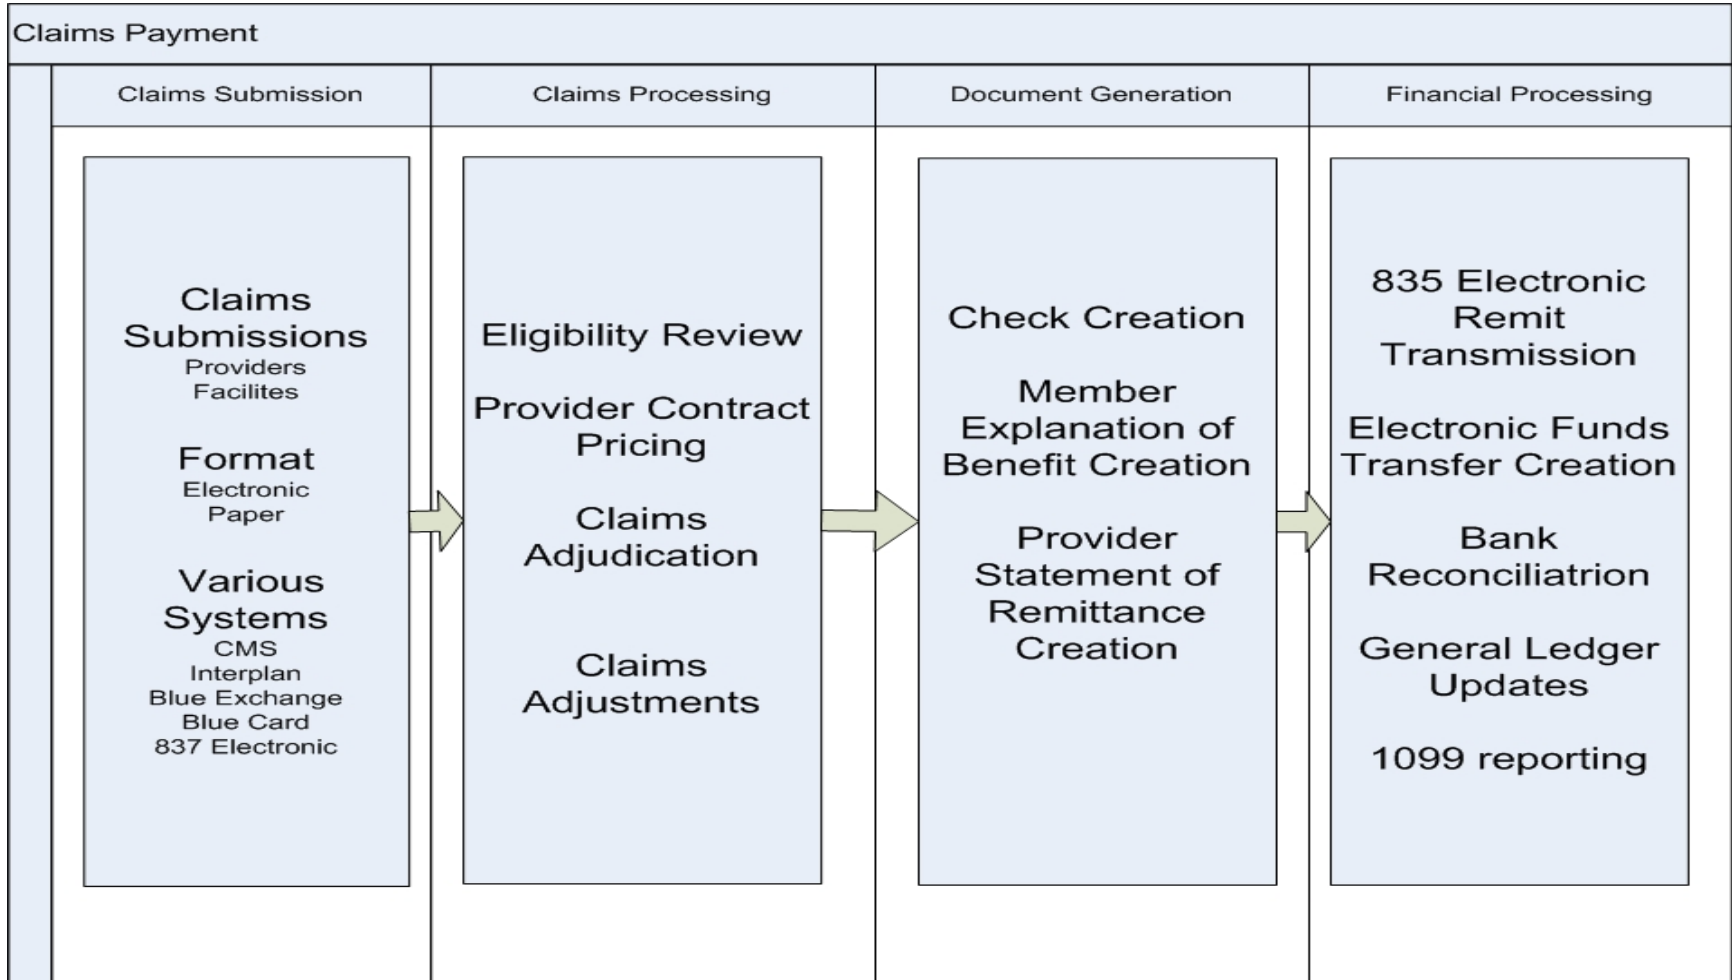 Claims Payment
Claims Submission
Claims Processing
Document Generation
Financial Processing
Claims
Submissions
Providers
Facilites
Format
Electronic
Paper
Various
Systems
CMS
Interplan
Blue Exchange
Blue Card
837 Electronic
Eligibility Review
Provider Contract
Pricing
Claims
Adjudication
Claims
Adjustments
Check Creation
Member
Explanation of
Benefit Creation
Provider
Statement of
Remittance
Creation
835 Electronic
Remit
Transmission
Electronic Funds
Transfer Creation
Bank
Reconciliatrion
General Ledger
Updates
1099 reporting